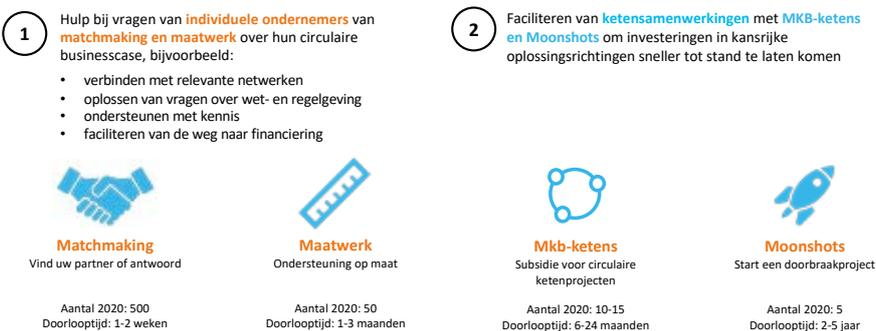 1
Hulp bij vragen van individuele ondernemers van
matchmaking en maatwerk over hun circulaire
businesscase, bijvoorbeeld:
• verbinden met relevante netwerken
• oplossen van vragen over wet- en regelgeving
• ondersteunen met kennis
• faciliteren van de weg naar financiering
2
Faciliteren van ketensamenwerkingen met MKB-ketens
en Moonshots om investeringen in kansrijke
oplossingsrichtingen sneller tot stand te laten komen
Matchmaking
Vind uw partner of antwoord
Aantal 2020: 500
Doorlooptijd: 1-2 weken
Maatwerk
Ondersteuning op maat
Aantal 2020: 50
Doorlooptijd: 1-3 maanden
Mkb-ketens
Subsidie voor circulaire
ketenprojecten
Aantal 2020: 10-15
Doorlooptijd: 6-24 maanden
Moonshots
Start een doorbraakproject
Aantal 2020: 5
Doorlooptijd: 2-5 jaar